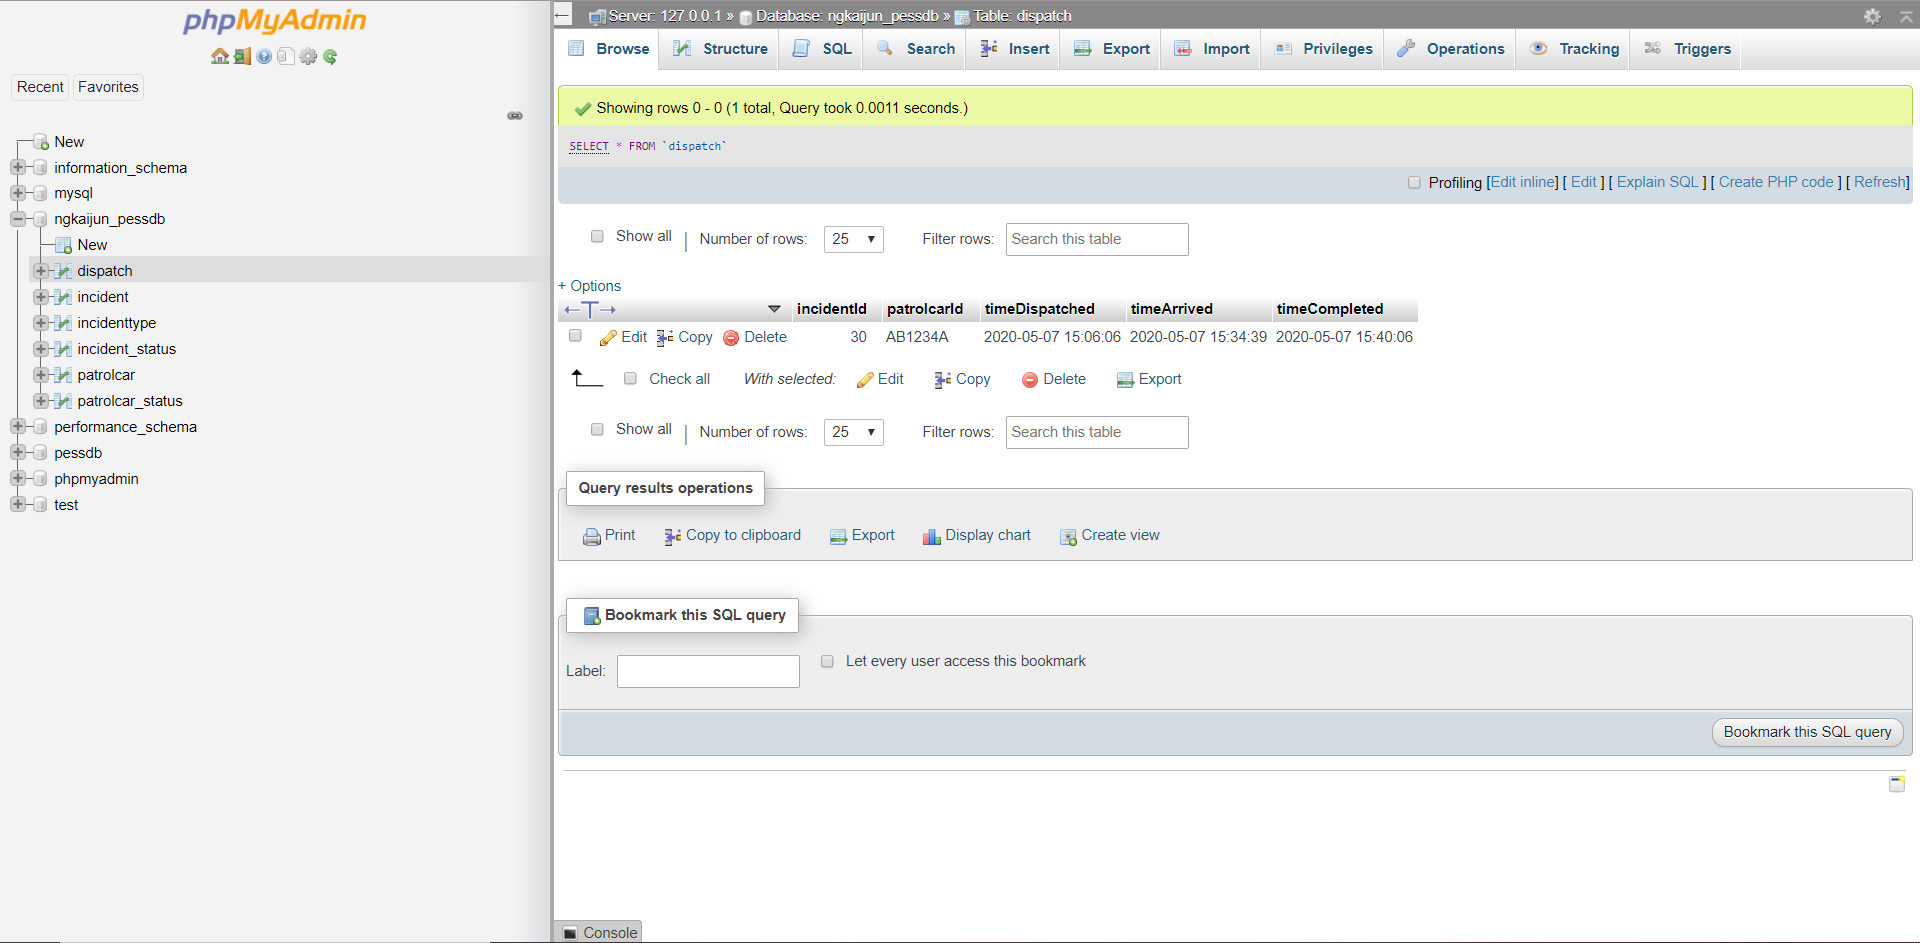 phpMyAdmin
Recent Favorites
New
information_schema
mysql
ngkaijun_pessdb
New
dispatch
incident
incidenttype
incident_status
patrolcar
patrolcar_status
performance_schema
pessdb
phpmyadmin
test
Server: 127.0.0.1 » Database: ngkaijun_pessdb » Table: dispatch
Browse Structure SQL Search Insert Export Import Privileges Operations Tracking Triggers
Showing rows 0 - 0 (1 total, Query took 0.0011 seconds.)
SELECT * FROM `dispatch`
Profiling [Edit inline] [ Edit ] [ Explain SQL ] [ Create PHP code ] [ Refresh]
Show all | Number of rows: 25 Filter rows: Search this table
+ Options
←T→ incidentId patrolcarId timeDispatched timeArrived timeCompleted
Edit Copy Delete 30 AB1234A 2020-05-07 15:06:06 2020-05-07 15:34:39 2020-05-07 15:40:06
Check all With selected: Edit Copy Delete Export
Show all | Number of rows: 25 Filter rows: Search this table
Query results operations
Print Copy to clipboard Export Display chart Create view
Bookmark this SQL query
Label: Let every user access this bookmark
Bookmark this SQL query
Console